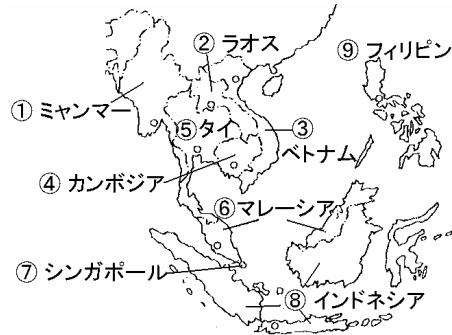 ② ラオス
⑨ フィリピン
① ミャンマー
⑤ タイ
③
ベトナム
④ カンボジア
⑥ マレーシア
⑦ シンガポール
⑧ インドネシア